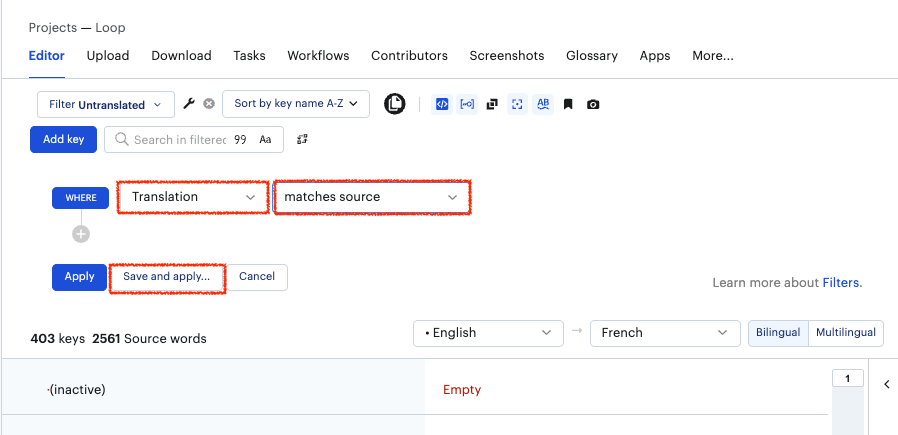 Projects — Loop
Editor Upload Download Tasks Workflows Contributors Screenshots Glossary Apps More...
Filter Untranslated Sort by key name A-Z
Add key Search in filterec 99 Aa
WHERE Translation matches source
Apply Save and apply... Cancel
Learn more about Filters.
403 keys 2561 Source words • English → French Bilingual Multilingual
·(inactive) Empty 1